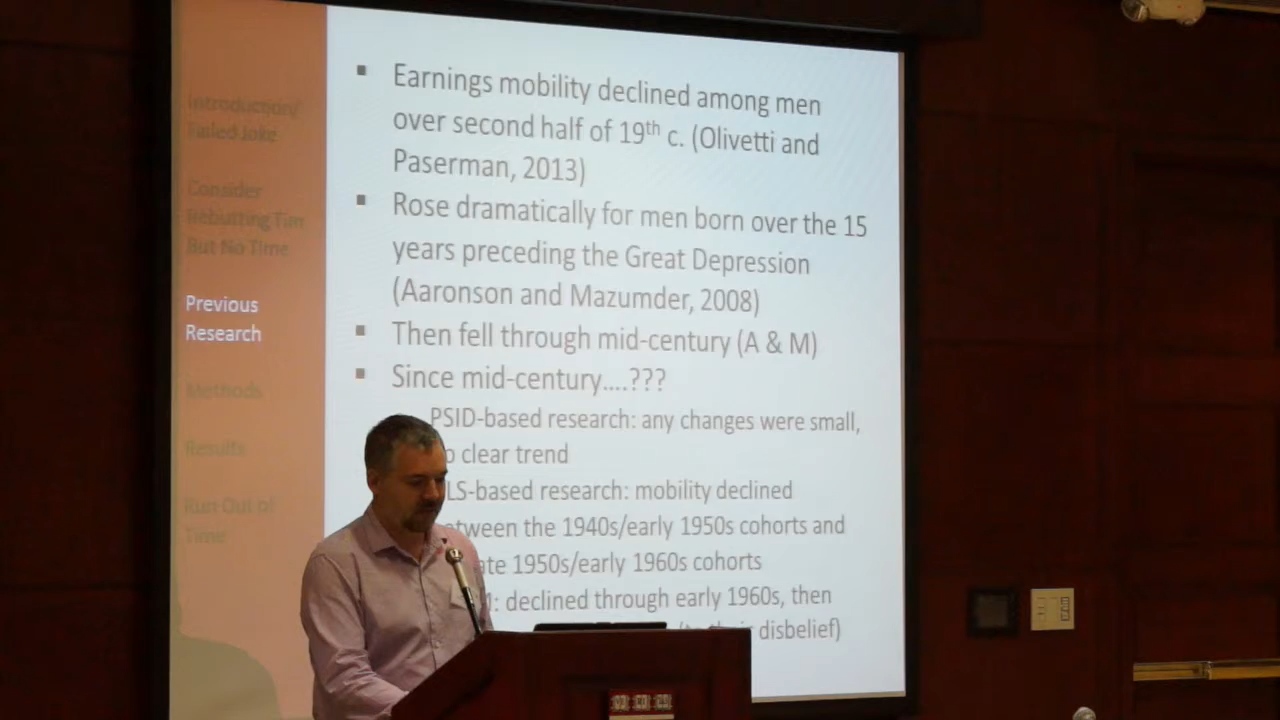 Introduction/
Failed Joke
Consider
Rebutting Tim
But No Time
Previous
Research
Methods
Results
Run Out of
Time
Earnings mobility declined among men
over second half of 19th c. (Olivetti and
Paserman, 2013)
Rose dramatically for men born over the 15
years preceding the Great Depression
(Aaronson and Mazumder, 2008)
Then fell through mid-century (A & M)
Since mid-century....???
PSID-based research: any changes were small,
clear trend
LS-based research: mobility declined
etween the 1940s/early 1950s cohorts and
ate 1950s/early 1960s cohorts
: declined through early 1960s, then
disbelief)